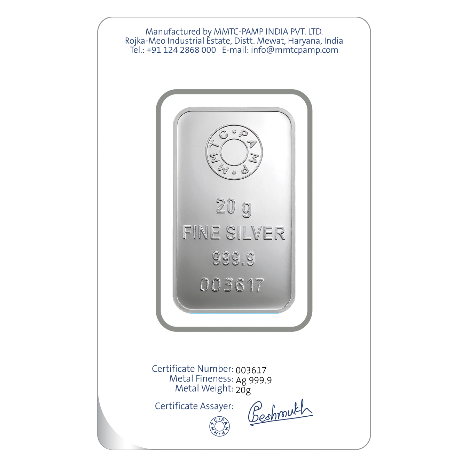 Manufactured by MMTC-PAMP INDIA PVT. LTD
Rojka-Meo Industrial Estate, Distt. Mewat, Haryana, India
Tel.: +91 124 2868 000 E-mail: info@mmtcpamp.com
MMTC PAMP
20 g
FINE SILVER
999.9
003617
Certificate Number: 003617
Metal Fineness: Ag 999.9
Metal Weight: 20g
Certificate Assayer: